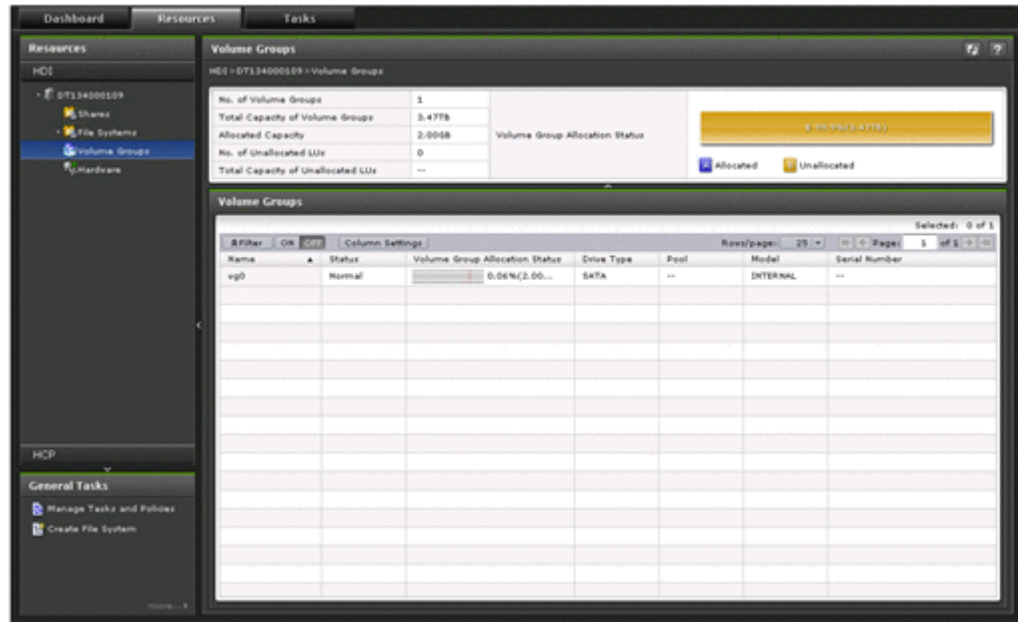 Dashboard
Resources
Tasks
Resources
HDI
DT134000109
Shares
File Systems
Volume Groups
Hardware
HCP
General Tasks
Manage Tasks and Policies
Create File System
more...
Volume Groups
HDI > DT134000109 > Volume Groups
No. of Volume Groups 1
Total Capacity of Volume Groups 3.47TB
Allocated Capacity 2.00GB
No. of Unallocated LUs 0
Total Capacity of Unallocated LUs --
Volume Group Allocation Status
Allocated Unallocated
Volume Groups
Selected: 0 of 1
Filter ON OFF Column Settings Rows/page: 25 Page: 1 of 1
Name Status Volume Group Allocation Status Drive Type Pool Model Serial Number
vg0 Normal 0.06%(2.00... SATA -- INTERNAL --